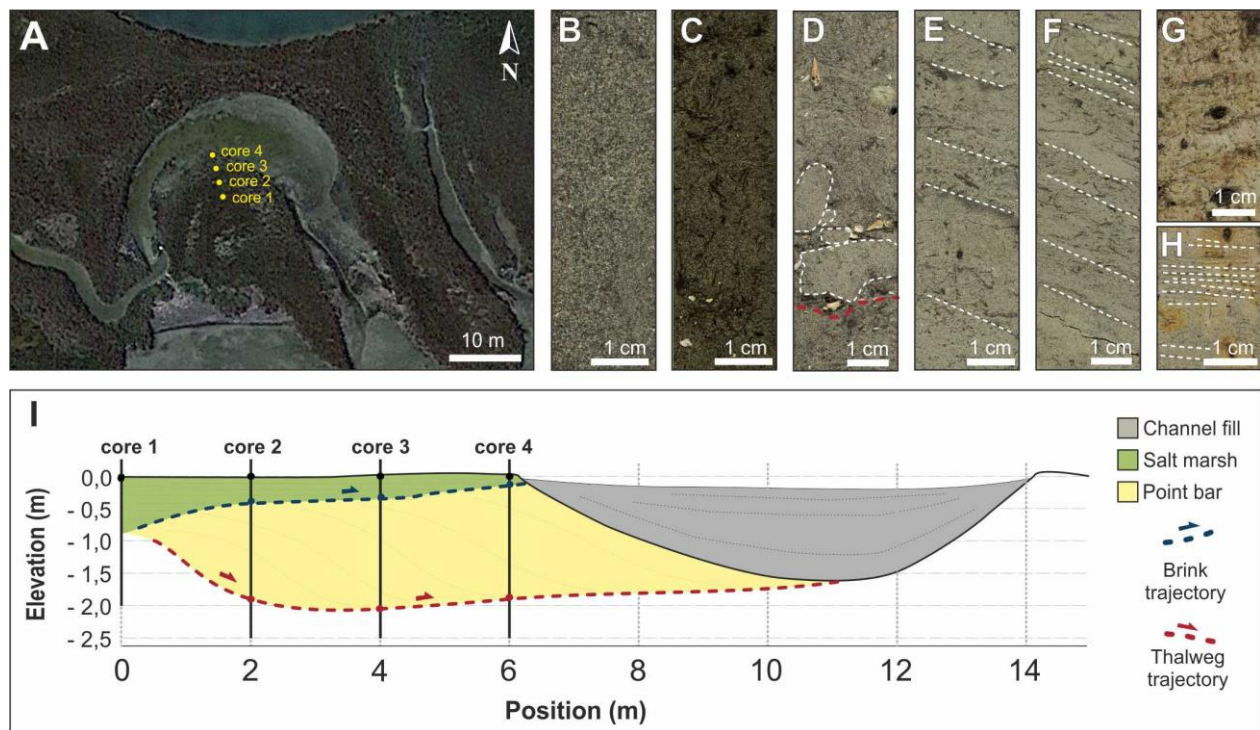 A
N
core 4
core 3
core 2
core 1
10 m
B
1 cm
C
1 cm
D
1 cm
E
1 cm
F
1 cm
G
1 cm
H
1 cm
I
core 1 core 2 core 3 core 4
Elevation (m)
0,0
- 0,5
- 1,0
- 1,5
- 2,0
- 2,5
0 2 4 6 8 10 12 14
Position (m)
Channel fill
Salt marsh
Point bar
Brink
trajectory
Thalweg
trajectory